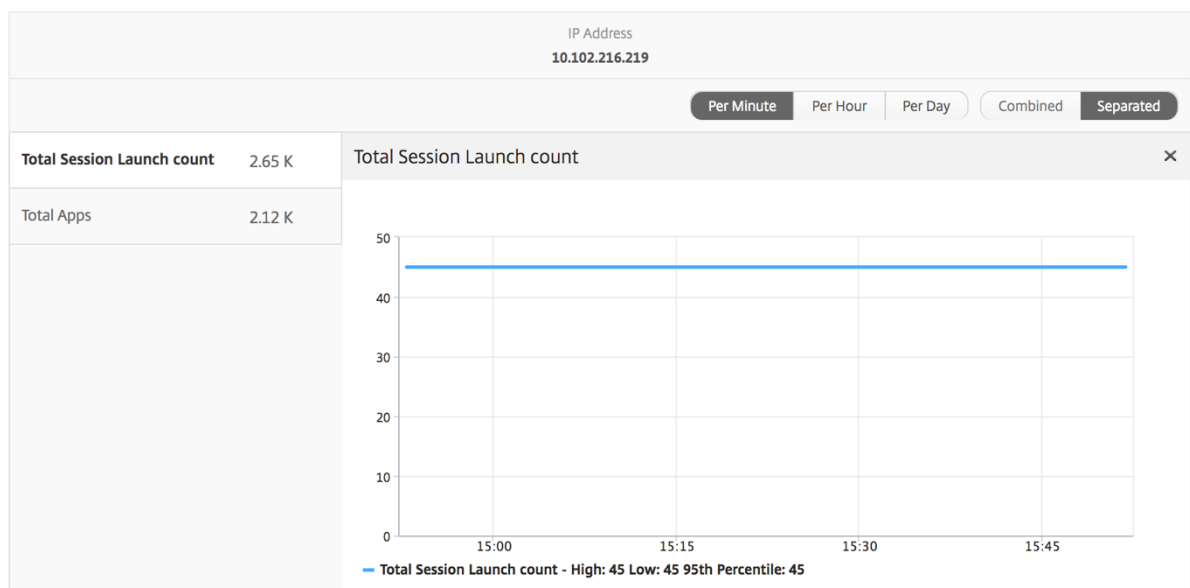 IP Address
10.102.216.219
Per Minute Per Hour Per Day Combined Separated
Total Session Launch count 2.65 K
Total Apps 2.12 K
Total Session Launch count ×
50
40
30
20
10
0
15:00 15:15 15:30 15:45
Total Session Launch count - High: 45 Low: 45 95th Percentile: 45